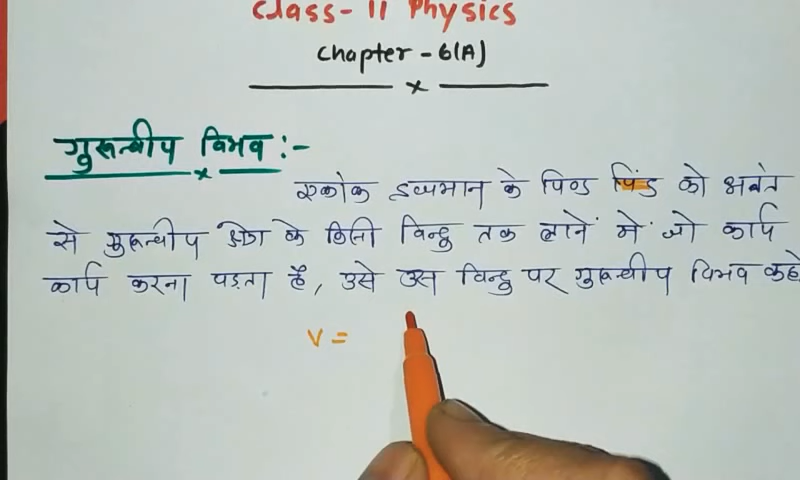 Class- 11 Physics
Chapter - 6(A)
गुरूत्वीय विभव :-
एकांक द्रव्यमान के पिण्ड पिंड को अनंत
से गुरूत्वीय क्षेत्र के किसी विन्दु तक लाने में जो कार्य
कार्य करना पड़ता है, उसे उस विन्दु पर गुरूत्वीय विभव कहते
V =